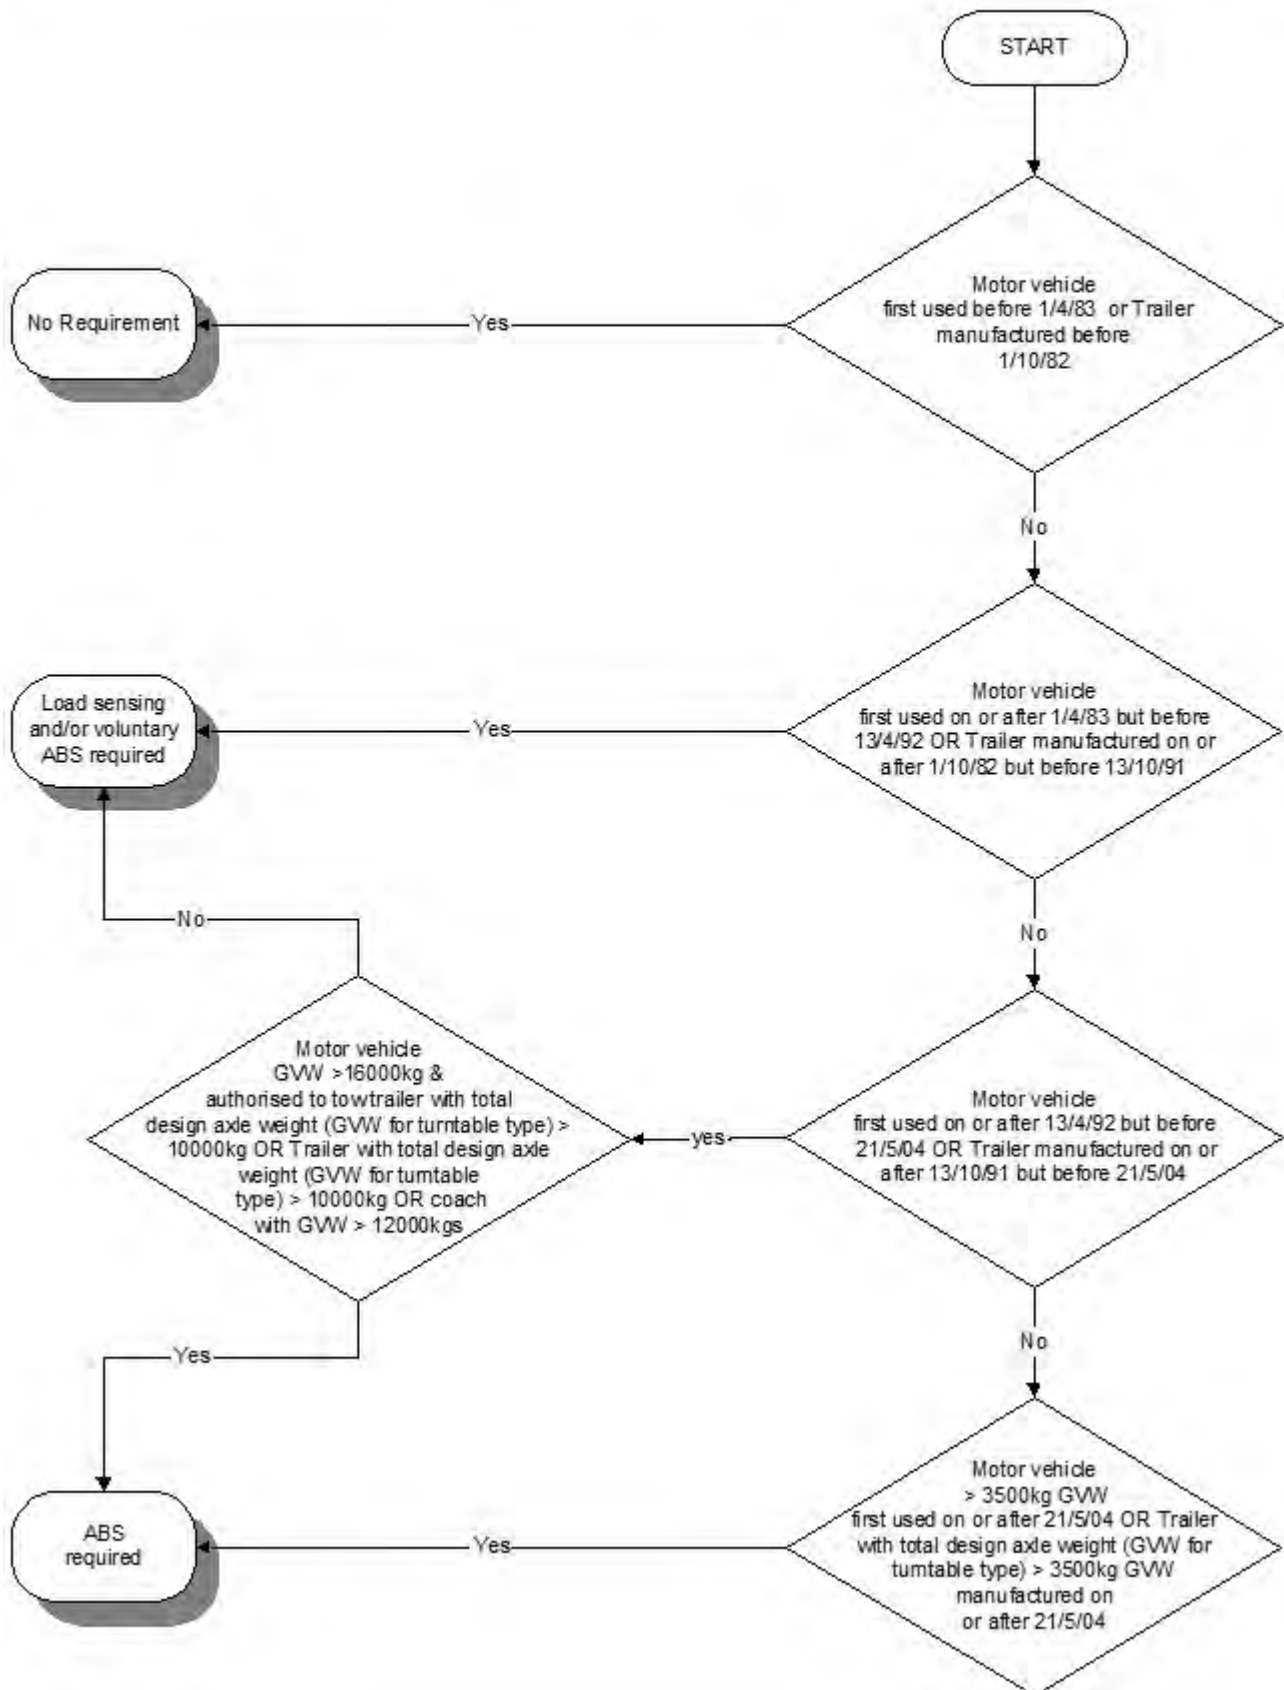 START
Motor vehicle
first used before 1/4/83 or Trailer
manufactured before
1/10/82
Yes
No Requirement
No
Motor vehicle
first used on or after 1/4/83 but before
13/4/92 OR Trailer manufactured on or
after 1/10/82 but before 13/10/91
Yes
Load sensing
and/or voluntary
ABS required
No
No
Motor vehicle
first used on or after 13/4/92 but before
21/5/04 OR Trailer manufactured on or
after 13/10/91 but before 21/5/04
yes
Motor vehicle
GVW >16000kg &
authorised to towtrailer with total
design axle weight (GVW for turntable type) >
10000kg OR Trailer with total design axle
weight (GVW for turntable
type) > 10000kg OR coach
with GVW > 12000kgs
No
Yes
Motor vehicle
> 3500kg GVW
first used on or after 21/5/04 OR Trailer
with total design axle weight (GVW for
turntable type) > 3500kg GVW
manufactured on
or after 21/5/04
Yes
ABS
required